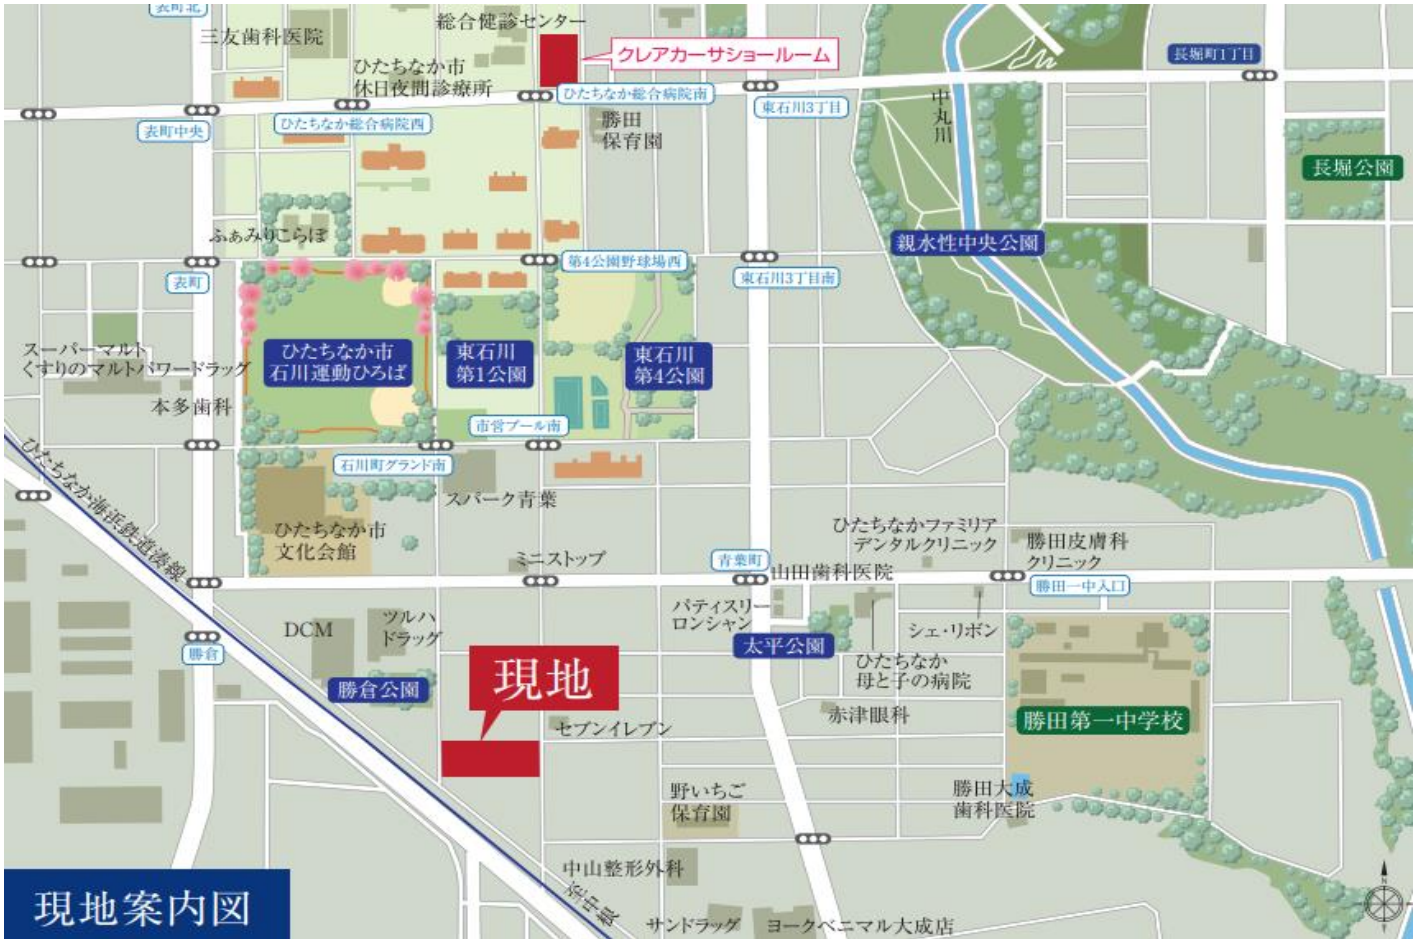 表町北
三友歯科医院
総合健診センター
クレアカーサショールーム
長堀町1丁目
ひたちなか市
休日夜間診療所
ひたちなか総合病院南
東石川3丁目
中丸川
表町中央
ひたちなか総合病院西
勝田
保育園
長堀公園
ふぁみりこらぼ
親水性中央公園
表町
第4公園野球場西
東石川3丁目南
スーパーマルト
くすりのマルトパワードラッグ
ひたちなか市
石川運動ひろば
東石川
第1公園
東石川
第4公園
本多歯科
市営プール南
石川町グランド南
ひたちなか海浜鉄道湊線
スパーク青葉
ひたちなか市
文化会館
ひたちなかファミリア
デンタルクリニック
勝田皮膚科
クリニック
ミニストップ
青葉町
山田歯科医院
勝田一中入口
DCM
ツルハ
ドラッグ
パティスリー
ロンシャン
シェ・リボン
勝倉
太平公園
ひたちなか
母と子の病院
現地
勝倉公園
セブンイレブン
赤津眼科
勝田第一中学校
野いちご
保育園
勝田大成
歯科医院
中山整形外科
至中根
サンドラッグ
ヨークベニマル大成店
現地案内図
N